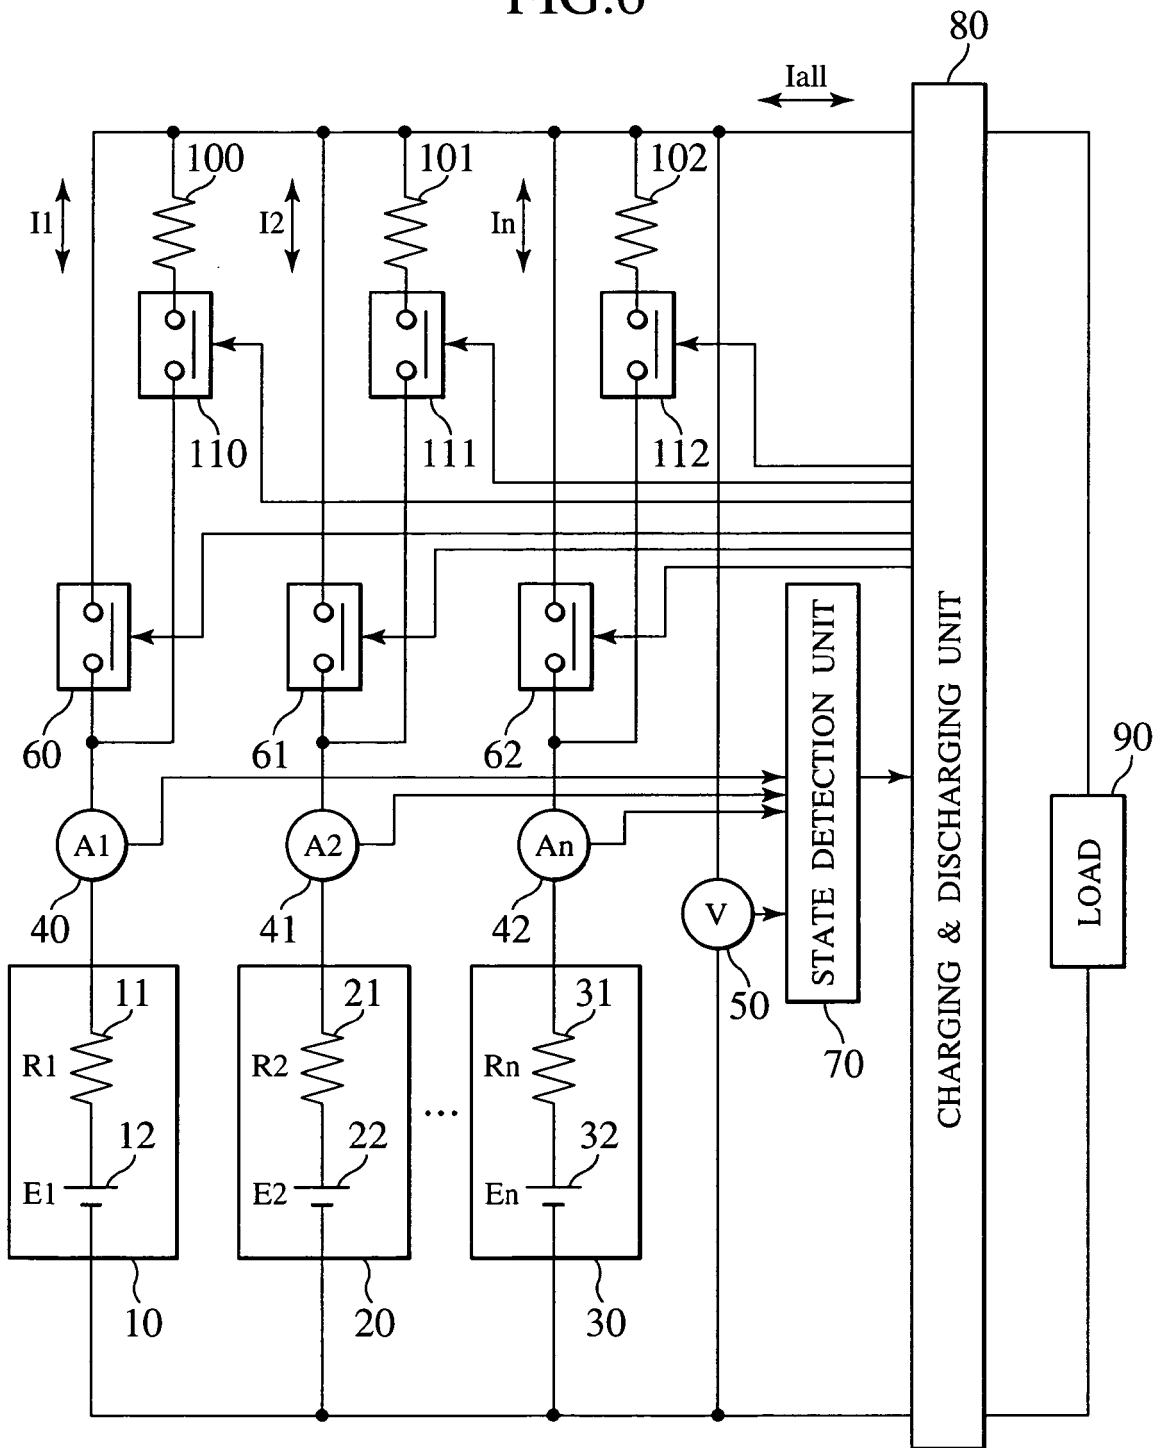 FIG.6
80
Iall
100
101
102
I1
I2
In
110
111
112
60
61
62
STATE DETECTION UNIT
CHARGING & DISCHARGING UNIT
90
LOAD
A1
A2
An
V
40
41
42
50
70
11
21
31
R1
R2
Rn
...
12
22
32
E1
E2
En
10
20
30